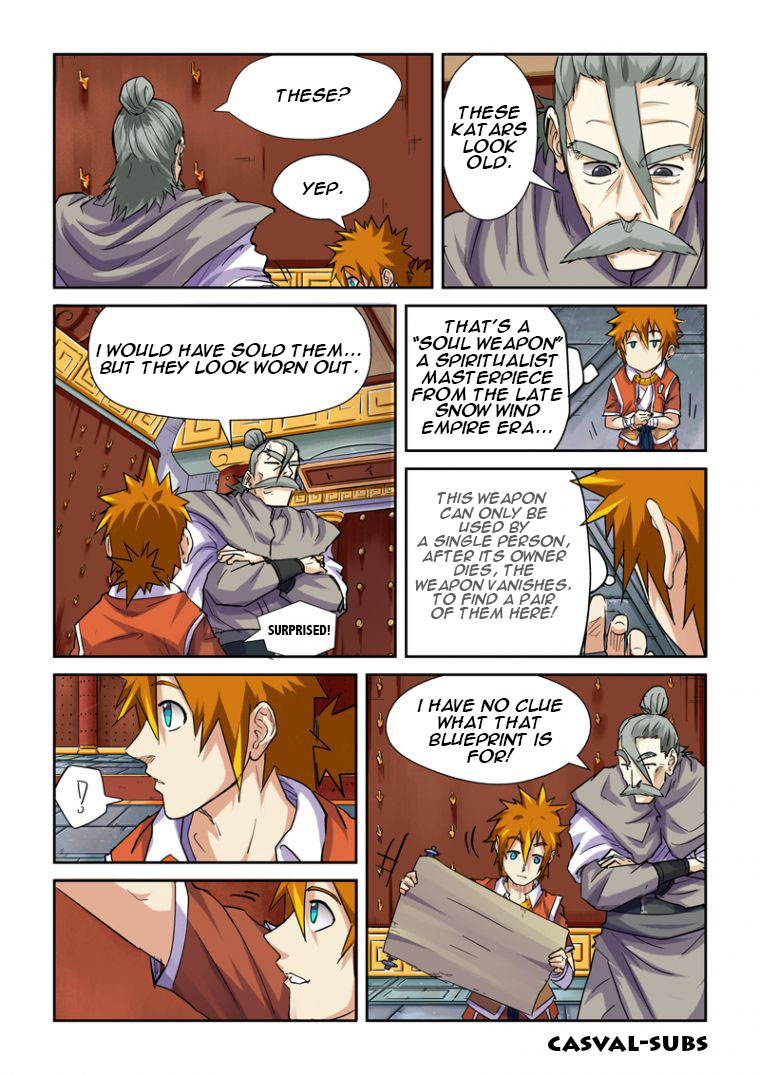 THESE?
YEP.
THESE
KATARS
LOOK
OLD.
I WOULD HAVE SOLD THEM...
BUT THEY LOOK WORN OUT.
SURPRISED!
THAT'S A
"SOUL WEAPON"
A SPIRITUALIST
MASTERPIECE
FROM THE LATE
SNOW WIND
EMPIRE ERA...
THIS WEAPON
CAN ONLY BE
USED BY
A SINGLE PERSON,
AFTER ITS OWNER
DIES, THE
WEAPON VANISHES.
TO FIND A PAIR
OF THEM HERE!
!
I HAVE NO CLUE
WHAT THAT
BLUEPRINT IS
FOR!
CASVAL-SUBS